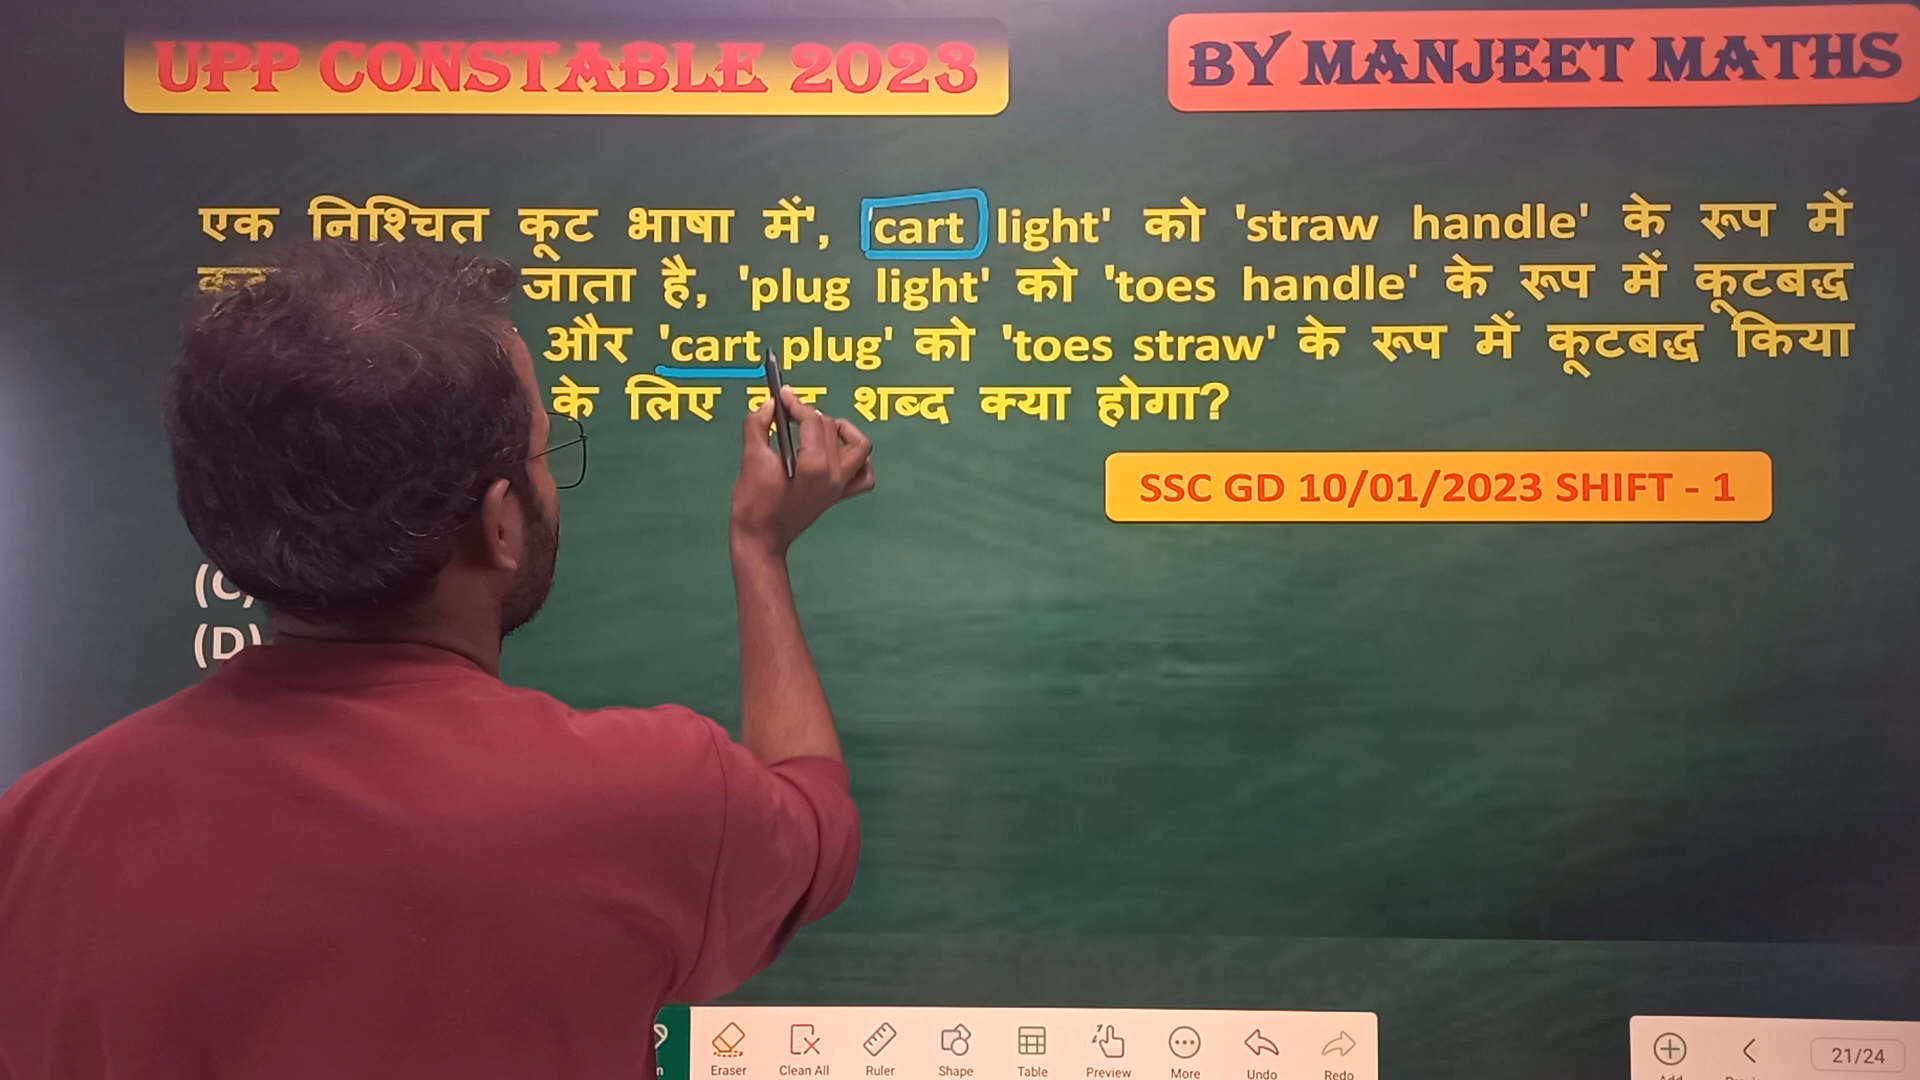 UPP CONSTABLE 2023
BY MANJEET MATHS
एक निश्चित कूट भाषा में', 'cart light' को 'straw handle' के रूप में
जाता है, 'plug light' को 'toes handle' के रूप में कूटबद्ध
और 'cart plug' को 'toes straw' के रूप में कूटबद्ध किया
के लिए शब्द क्या होगा?
SSC GD 10/01/2023 SHIFT - 1
(C)
(D)
Eraser Clean All Ruler Shape Table Preview More Undo Redo
21/24